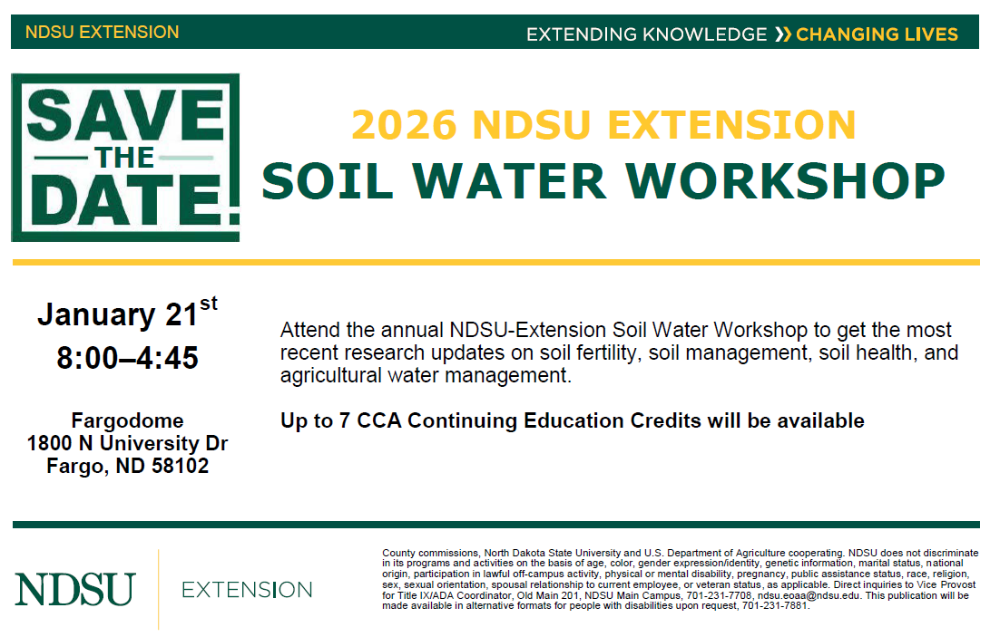 NDSU EXTENSION
EXTENDING KNOWLEDGE CHANGING LIVES
SAVE
THE
DATE!
2026 NDSU EXTENSION
SOIL WATER WORKSHOP
January 21st
8:00–4:45
Fargodome
1800 N University Dr
Fargo, ND 58102
Attend the annual NDSU-Extension Soil Water Workshop to get the most
recent research updates on soil fertility, soil management, soil health, and
agricultural water management.
Up to 7 CCA Continuing Education Credits will be available
NDSU
EXTENSION
County commissions, North Dakota State University and U.S. Department of Agriculture cooperating. NDSU does not discriminate
in its programs and activities on the basis of age, color, gender expression/identity, genetic information, marital status, national
origin, participation in lawful off-campus activity, physical or mental disability, pregnancy, public assistance status, race, religion,
sex, sexual orientation, spousal relationship to current employee, or veteran status, as applicable. Direct inquiries to Vice Provost
for Title IX/ADA Coordinator, Old Main 201, NDSU Main Campus, 701-231-7708, ndsu.eoaa@ndsu.edu. This publication will be
made available in alternative formats for people with disabilities upon request, 701-231-7881.